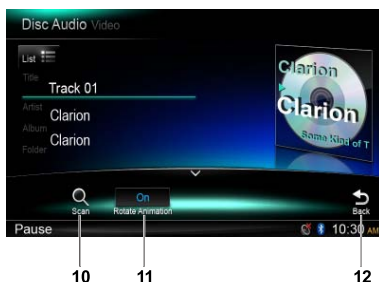 Disc Audio Video
List
Title
Track 01
Artist
Clarion
Album
Clarion
Folder
Clarion
Clarion
Some Kind of T
On
Scan
Rotate Animation
Back
Pause
10:30 AM
10
11
12